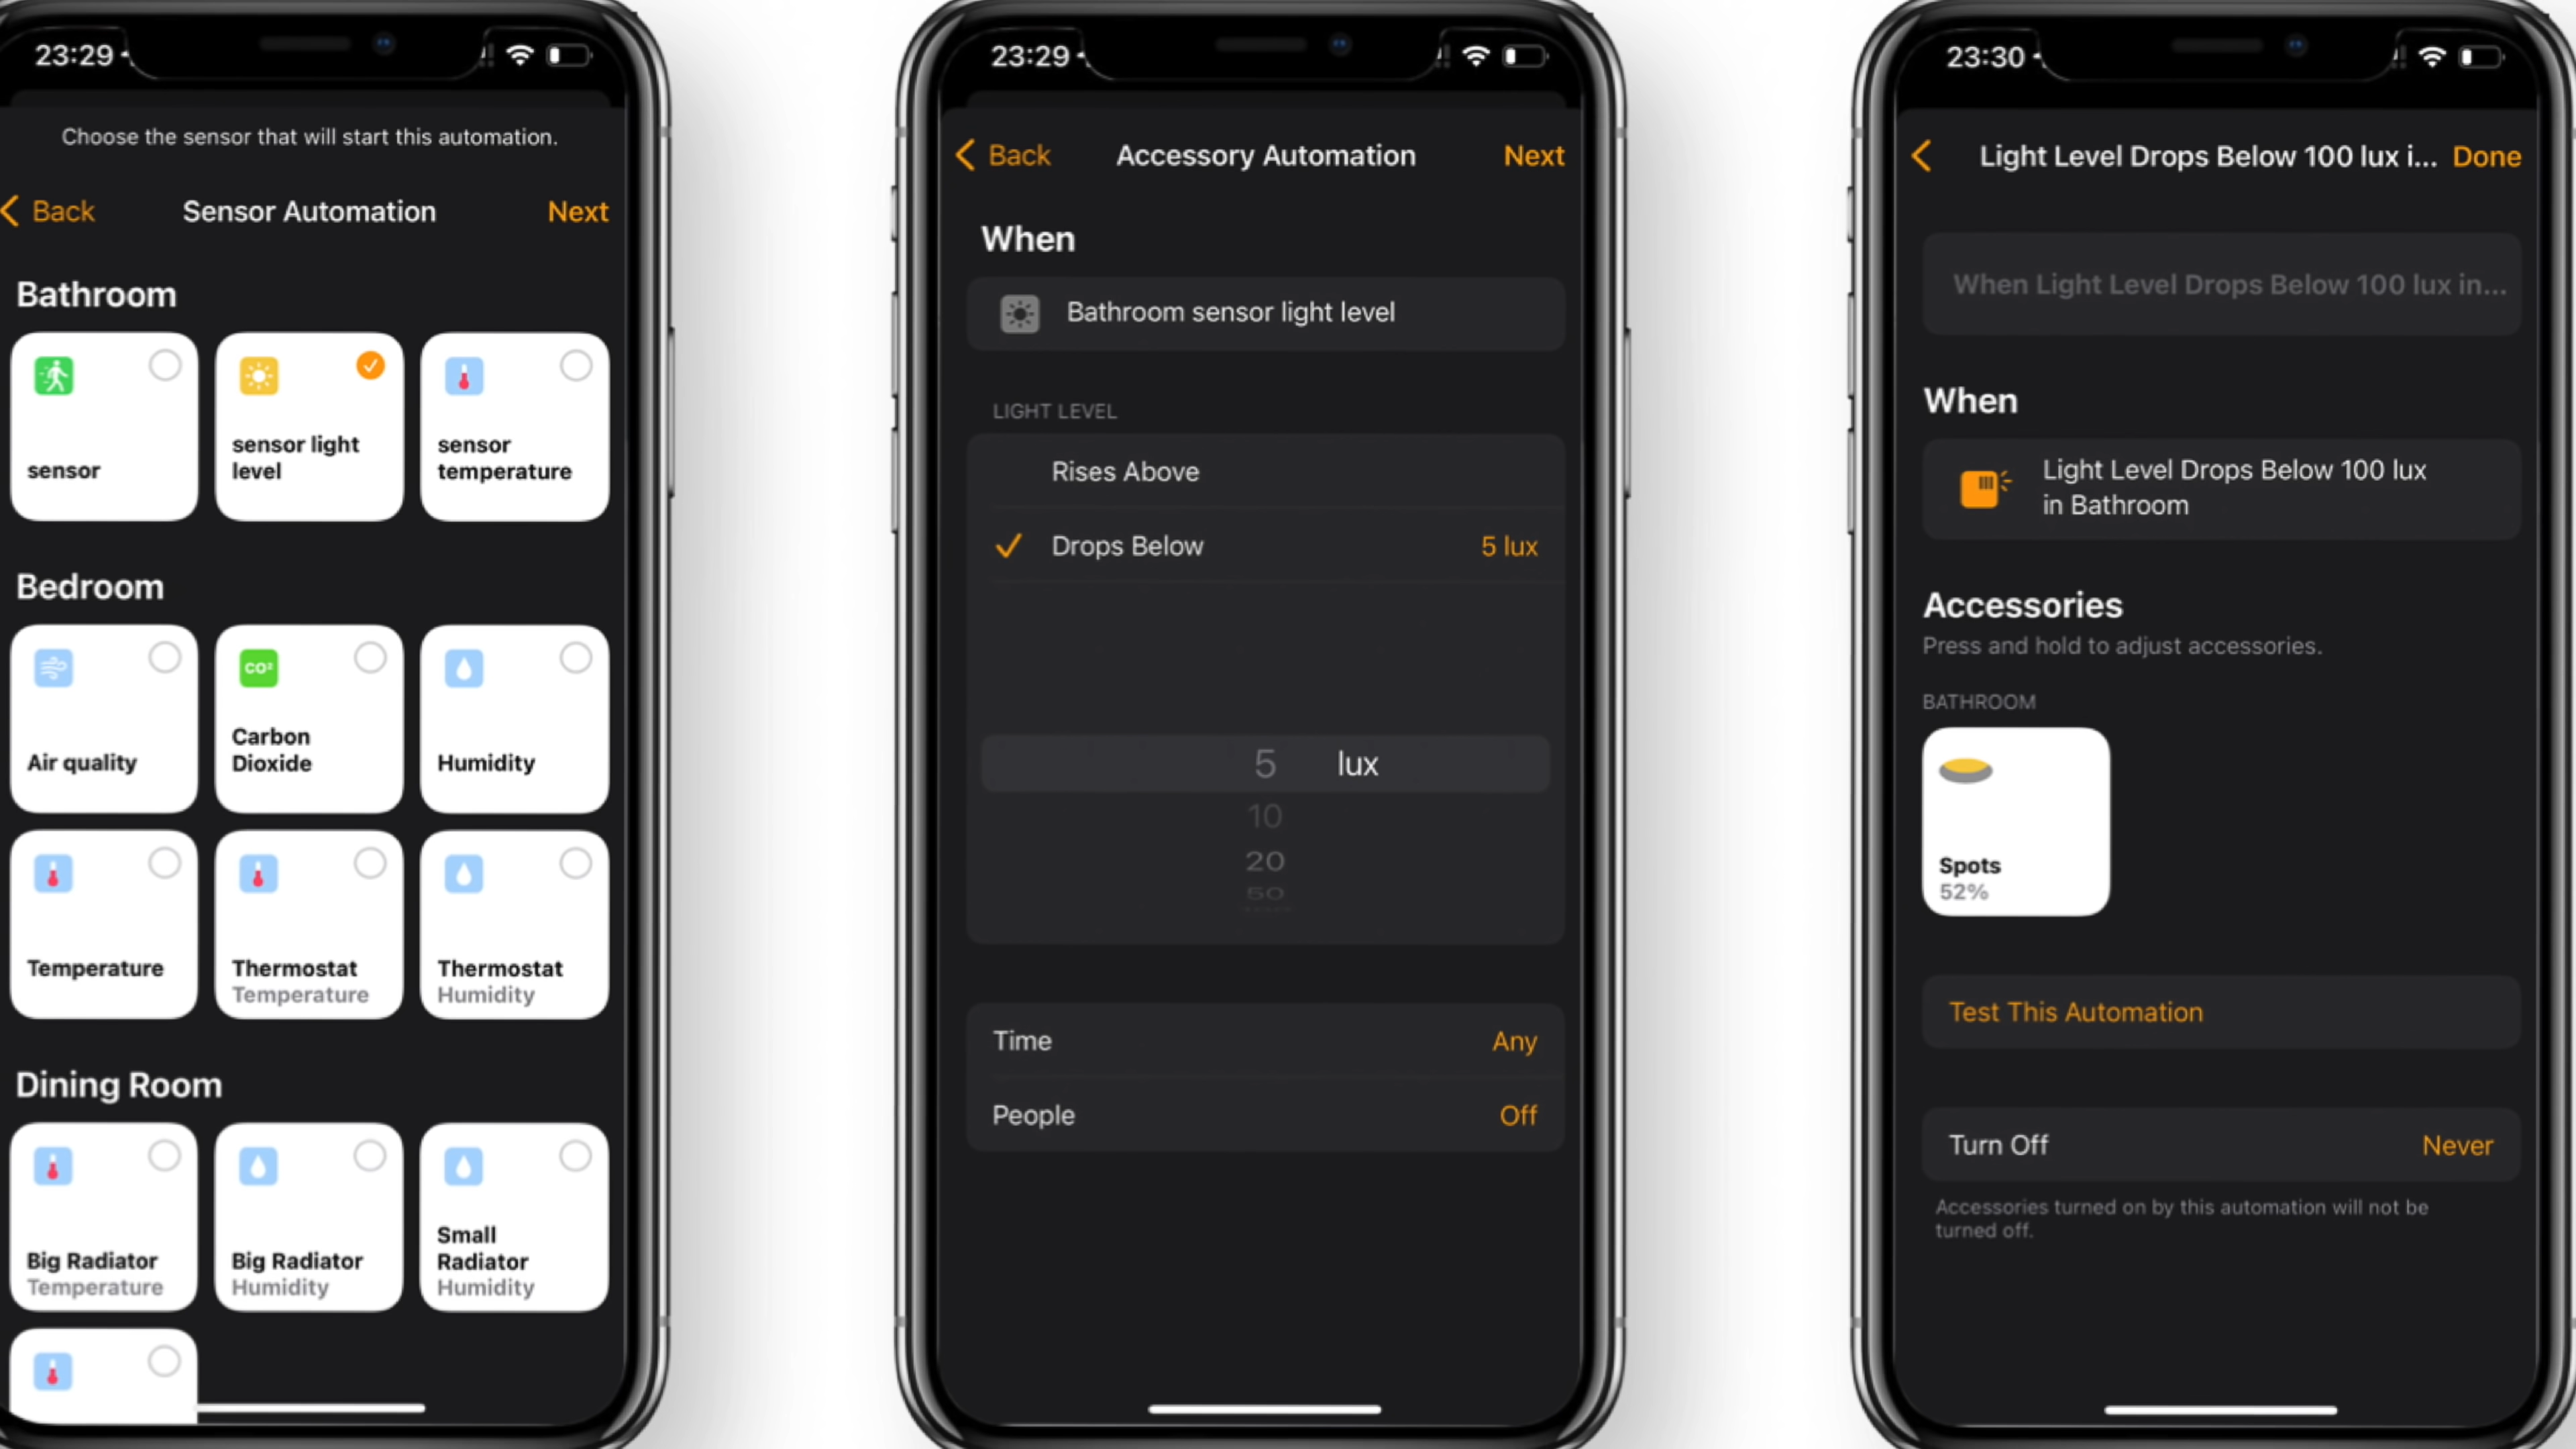 23:29
Choose the sensor that will start this automation.
Back
Sensor Automation
Next
Bathroom
sensor
sensor light
level
sensor
temperature
Bedroom
Air quality
CO²
Carbon
Dioxide
Humidity
Temperature
Thermostat
Temperature
Thermostat
Humidity
Dining Room
Big Radiator
Temperature
Big Radiator
Humidity
Small
Radiator
Humidity
23:29
Back
Accessory Automation
Next
When
Bathroom sensor light level
LIGHT LEVEL
Rises Above
Drops Below
5 lux
5 lux
10
20
50
Time
Any
People
Off
23:30
Light Level Drops Below 100 lux i...
Done
When Light Level Drops Below 100 lux in...
When
Light Level Drops Below 100 lux
in Bathroom
Accessories
Press and hold to adjust accessories.
BATHROOM
Spots
52%
Test This Automation
Turn Off
Never
Accessories turned on by this automation will not be
turned off.